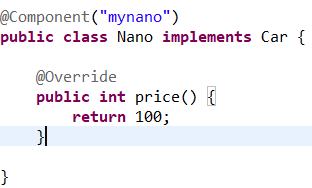 @Component("mynano")
public class Nano implements Car {
@Override
public int price() {
return 100;
}
}